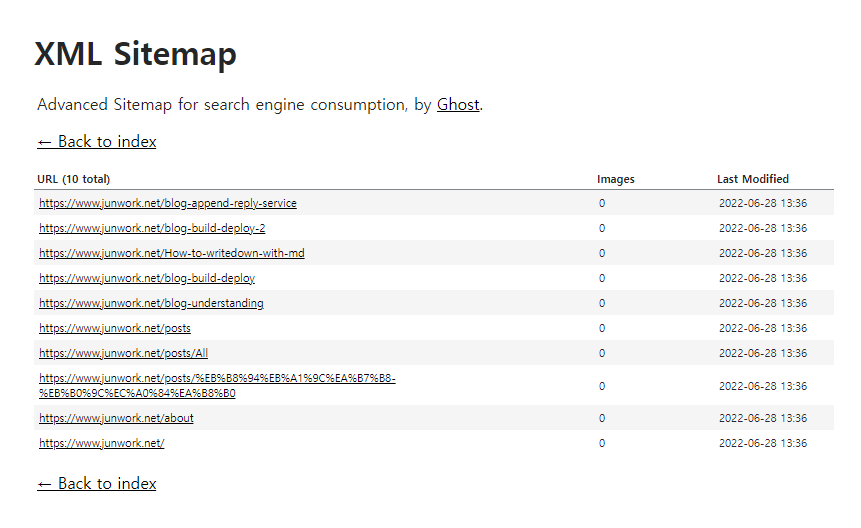 XML Sitemap
Advanced Sitemap for search engine consumption, by Ghost.
← Back to index
URL (10 total) Images Last Modified
https://www.junwork.net/blog-append-reply-service 0 2022-06-28 13:36
https://www.junwork.net/blog-build-deploy-2 0 2022-06-28 13:36
https://www.junwork.net/How-to-writedown-with-md 0 2022-06-28 13:36
https://www.junwork.net/blog-build-deploy 0 2022-06-28 13:36
https://www.junwork.net/blog-understanding 0 2022-06-28 13:36
https://www.junwork.net/posts 0 2022-06-28 13:36
https://www.junwork.net/posts/All 0 2022-06-28 13:36
https://www.junwork.net/posts/%EB%B8%94%EB%A1%9C%EA%B7%B8-
%EB%B0%9C%EC%A0%84%EA%B8%B0 0 2022-06-28 13:36
https://www.junwork.net/about 0 2022-06-28 13:36
https://www.junwork.net/ 0 2022-06-28 13:36
← Back to index